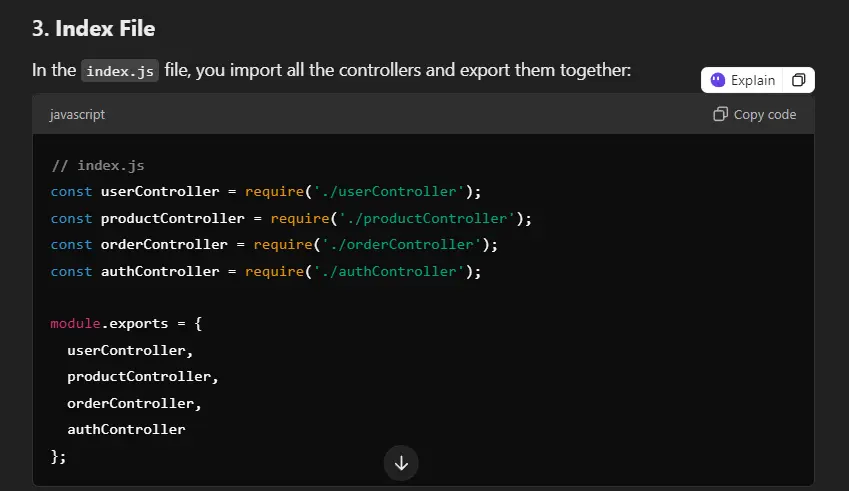 3. Index File
In the index.js file, you import all the controllers and export them together:
Explain
javascript
Copy code
// index.js
const userController = require('./userController');
const productController = require('./productController');
const orderController = require('./orderController');
const authController = require('./authController');
module.exports = {
userController,
productController,
orderController,
authController
};